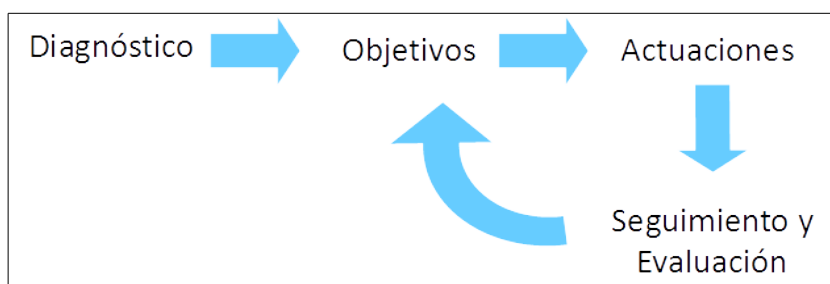 Diagnóstico
Objetivos
Actuaciones
Seguimiento y
Evaluación